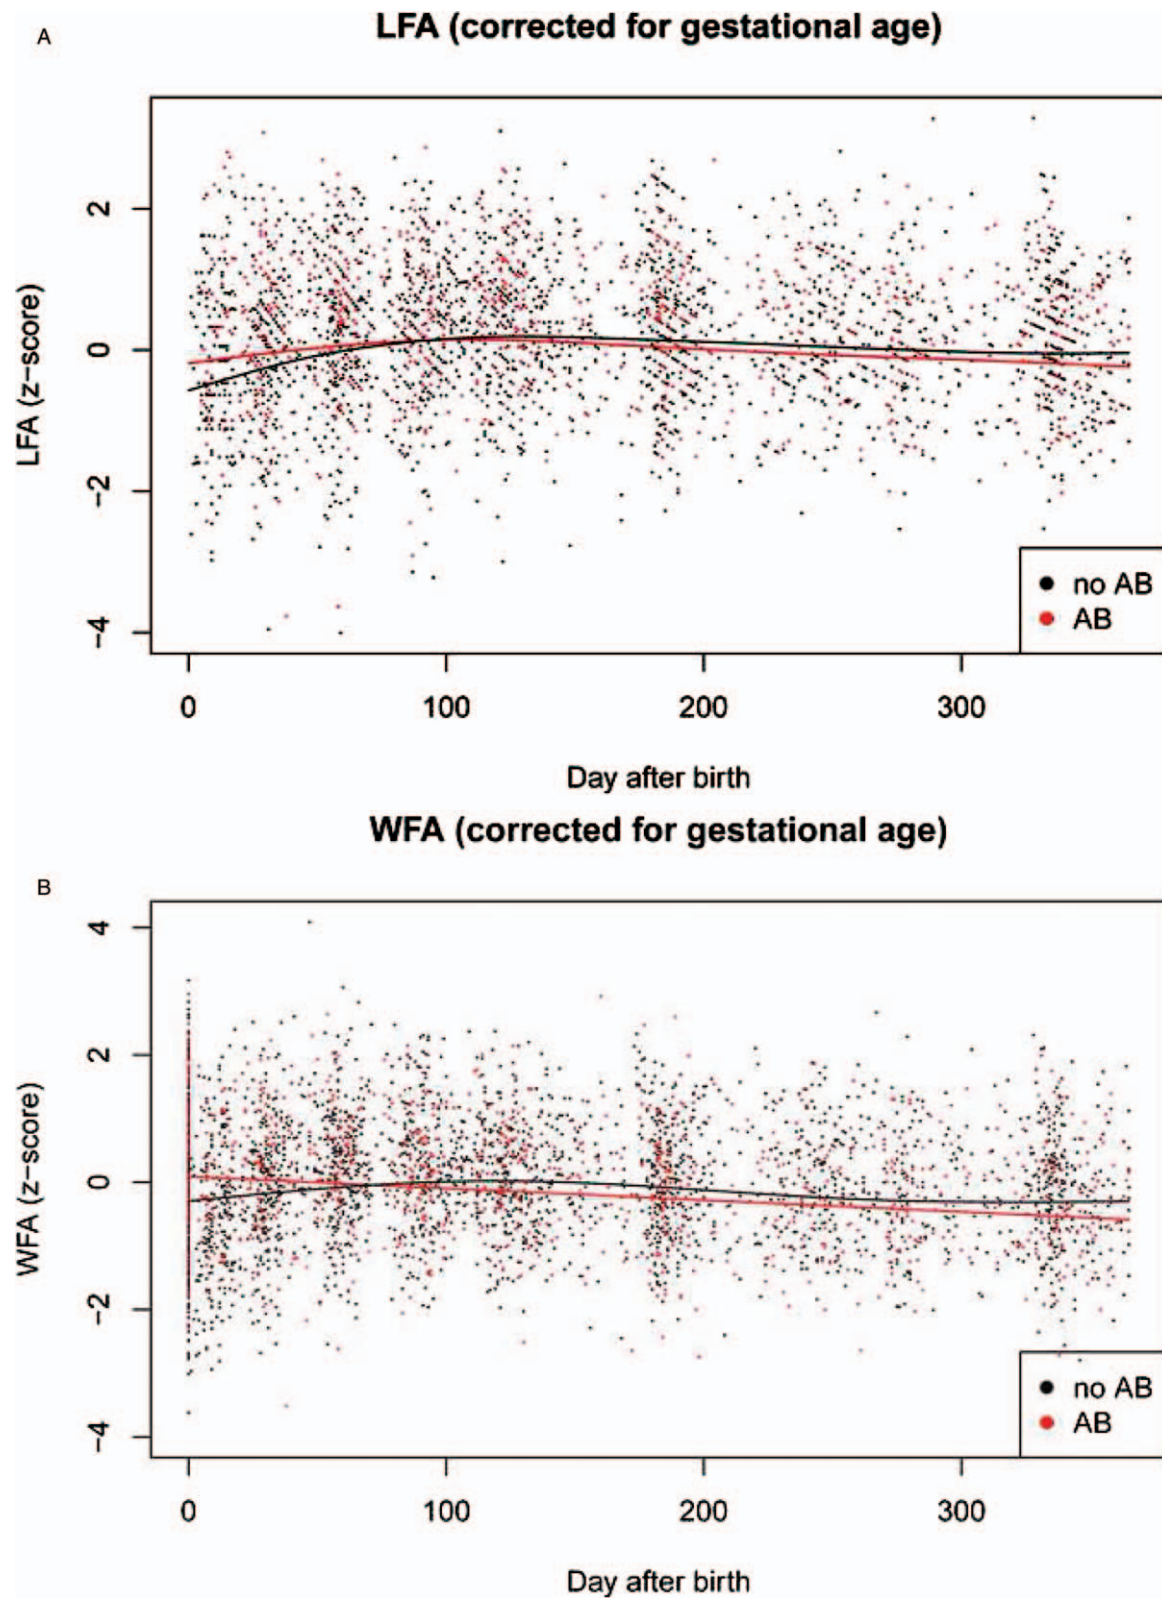 A
LFA (corrected for gestational age)
LFA (z−score)
2
0
−2
−4
no AB
AB
0 100 200 300
Day after birth
WFA (corrected for gestational age)
B
WFA (z−score)
4
2
0
−2
−4
no AB
AB
0 100 200 300
Day after birth